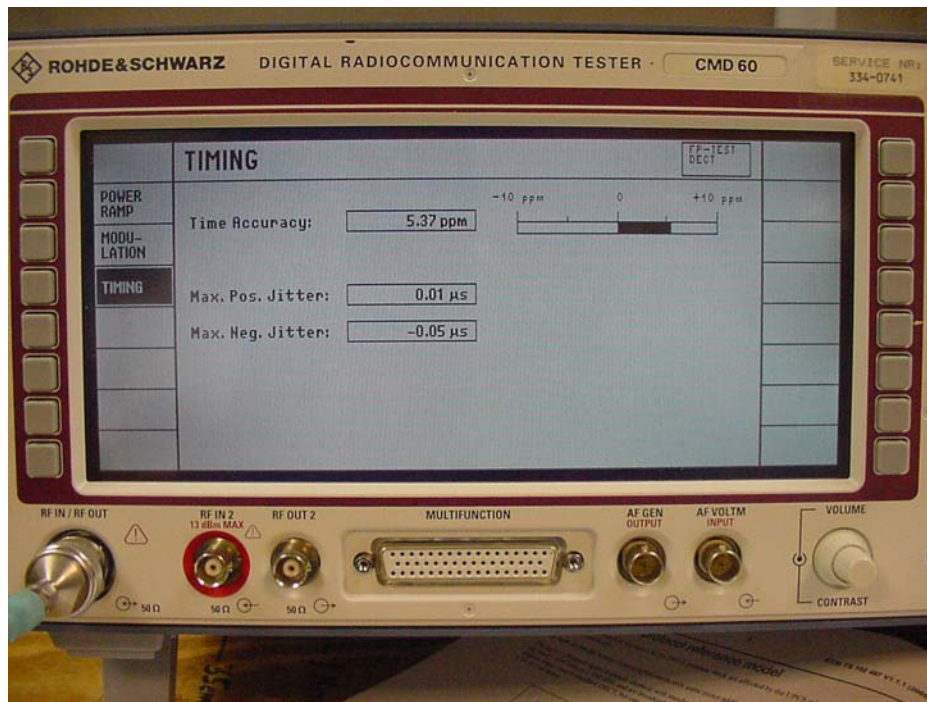 ROHDE&SCHWARZ DIGITAL RADIOCOMMUNICATION TESTER · CMD 60
SERVICE NR:
334-0741
TIMING
FP-TEST
DECT
POWER
RAMP
MODU-
LATION
TIMING
-10 ppm 0 +10 ppm
Time Accuracy: 5.37 ppm
Max. Pos. Jitter: 0.01 µs
Max. Neg. Jitter: -0.05 µs
RF IN / RF OUT
RF IN 2
13 dBm MAX
RF OUT 2
MULTIFUNCTION
AF GEN
OUTPUT
AF VOLTM
INPUT
VOLUME
50 Ω
50 Ω
50 Ω
CONTRAST
protocol reference model